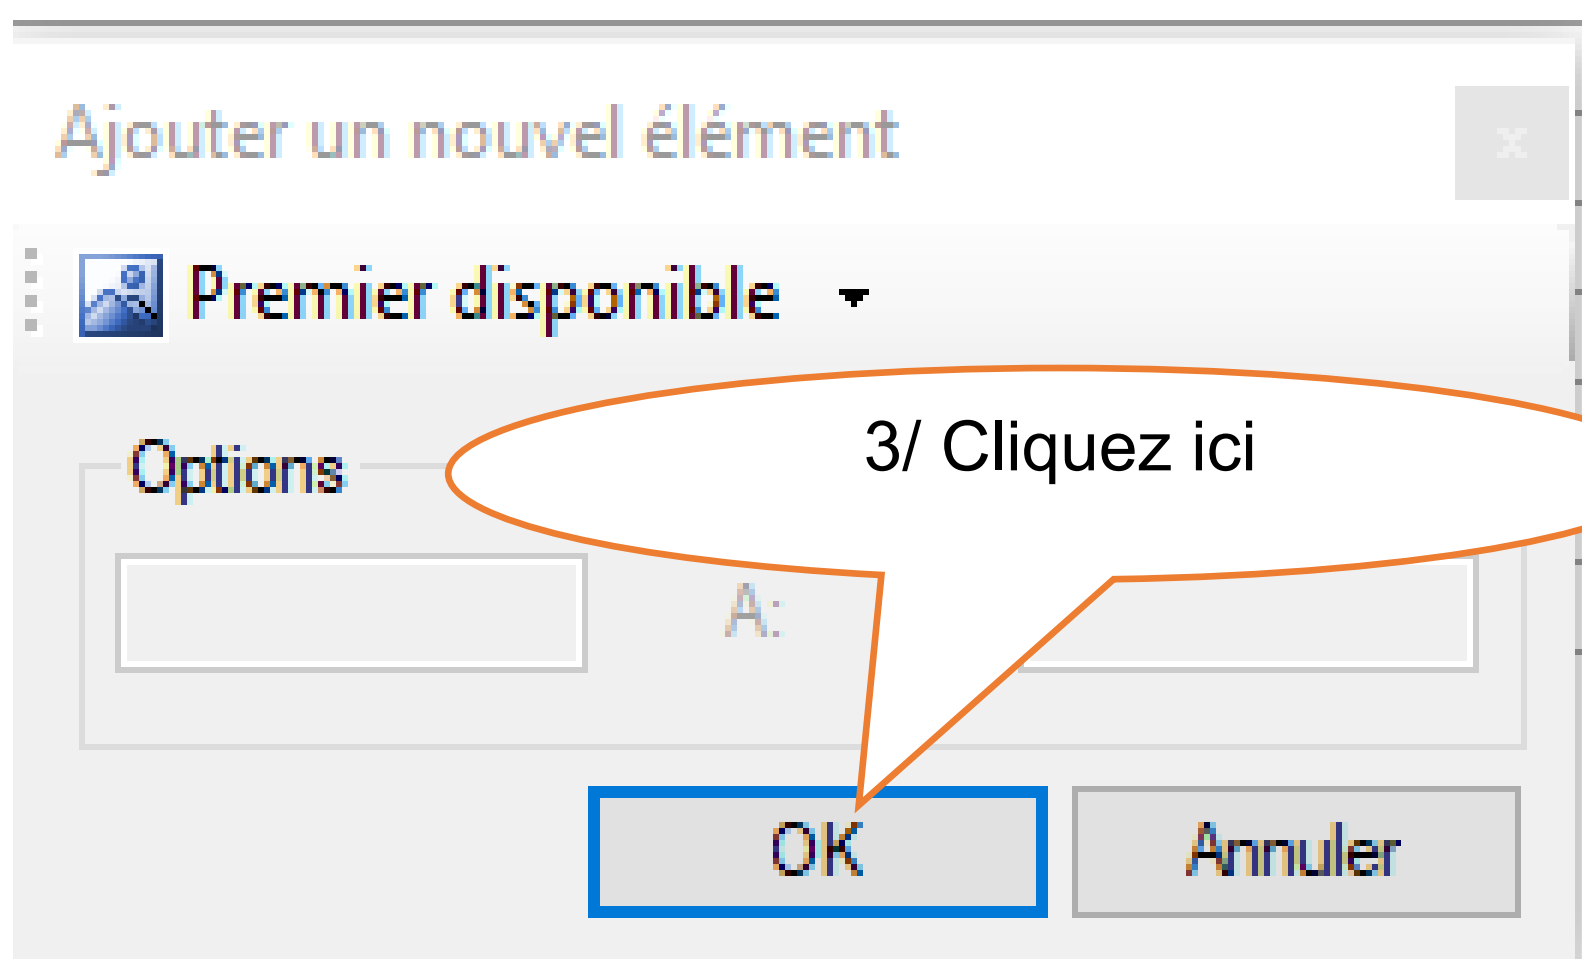 Ajouter un nouvel élément
x
Premier disponible
3/ Cliquez ici
Options
A:
OK
Annuler